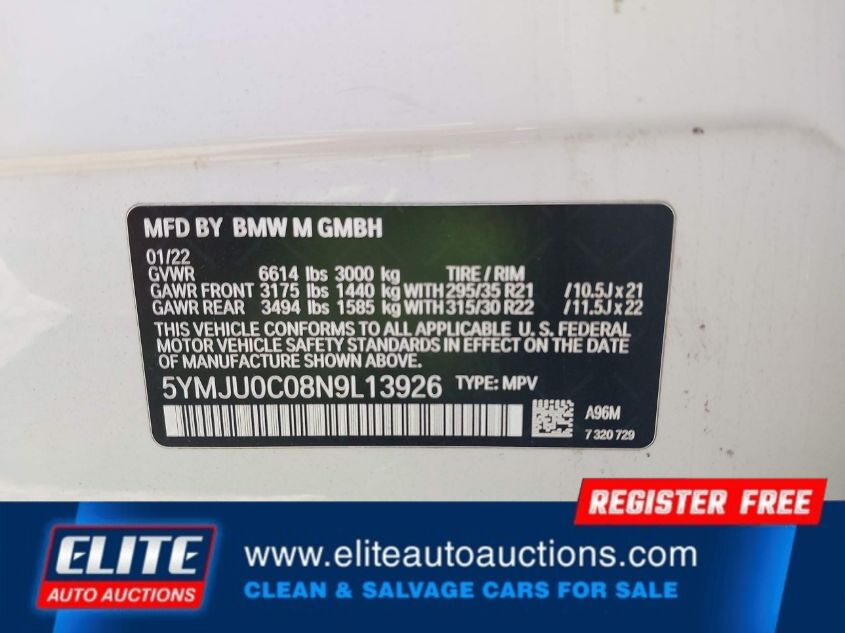 MFD BY BMW M GMBH
01/22
GVWR 6614 lbs 3000 kg TIRE / RIM
GAWR FRONT 3175 lbs 1440 kg WITH 295/35 R21 /10.5J x 21
GAWR REAR 3494 lbs 1585 kg WITH 315/30 R22 /11.5J x 22
THIS VEHICLE CONFORMS TO ALL APPLICABLE U. S. FEDERAL
MOTOR VEHICLE SAFETY STANDARDS IN EFFECT ON THE DATE
OF MANUFACTURE SHOWN ABOVE.
5YMJU0C08N9L13926 TYPE: MPV
A96M
7 320 729
REGISTER FREE
ELITE
AUTO AUCTIONS
www.eliteautoauctions.com
CLEAN & SALVAGE CARS FOR SALE